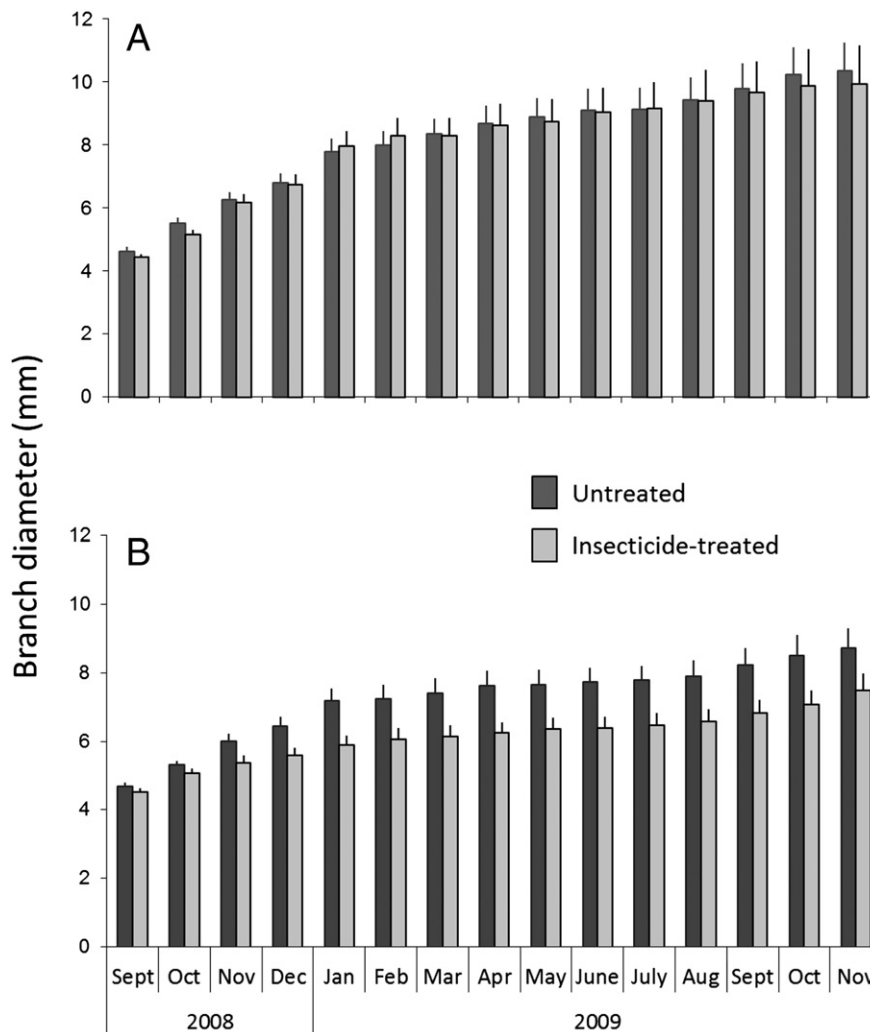 12
A
10
8
6
4
2
0
Branch diameter (mm)
Untreated
Insecticide-treated
12
B
10
8
6
4
2
0
Sept Oct Nov Dec Jan Feb Mar Apr May June July Aug Sept Oct Nov
2008 2009